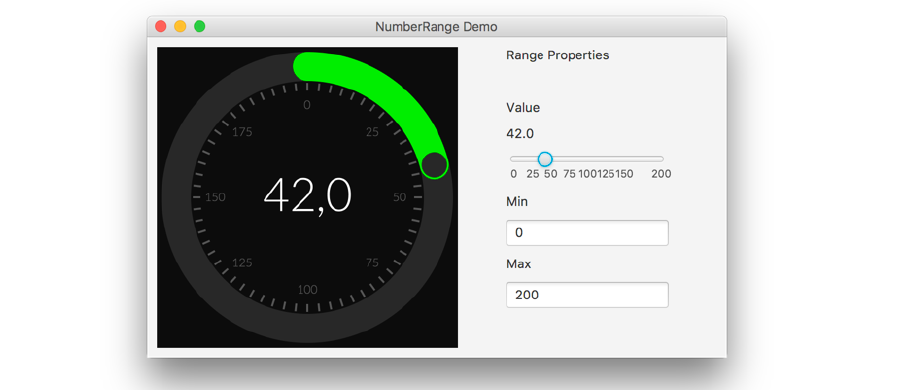 NumberRange Demo
0
175 25
150 42,0 50
125 75
100
Range Properties
Value
42.0
0 25 50 75 100 125 150 200
Min
0
Max
200